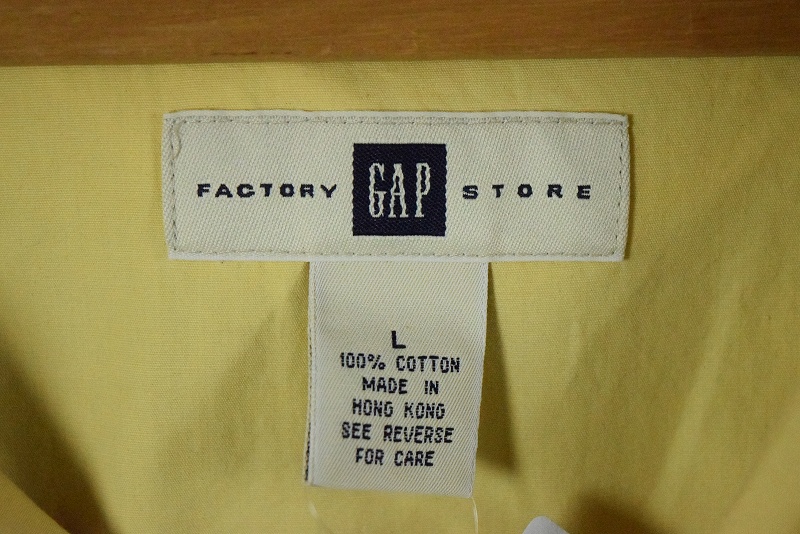 FACTORY GAP STORE
L
100% COTTON
MADE IN
HONG KONG
SEE REVERSE
FOR CARE